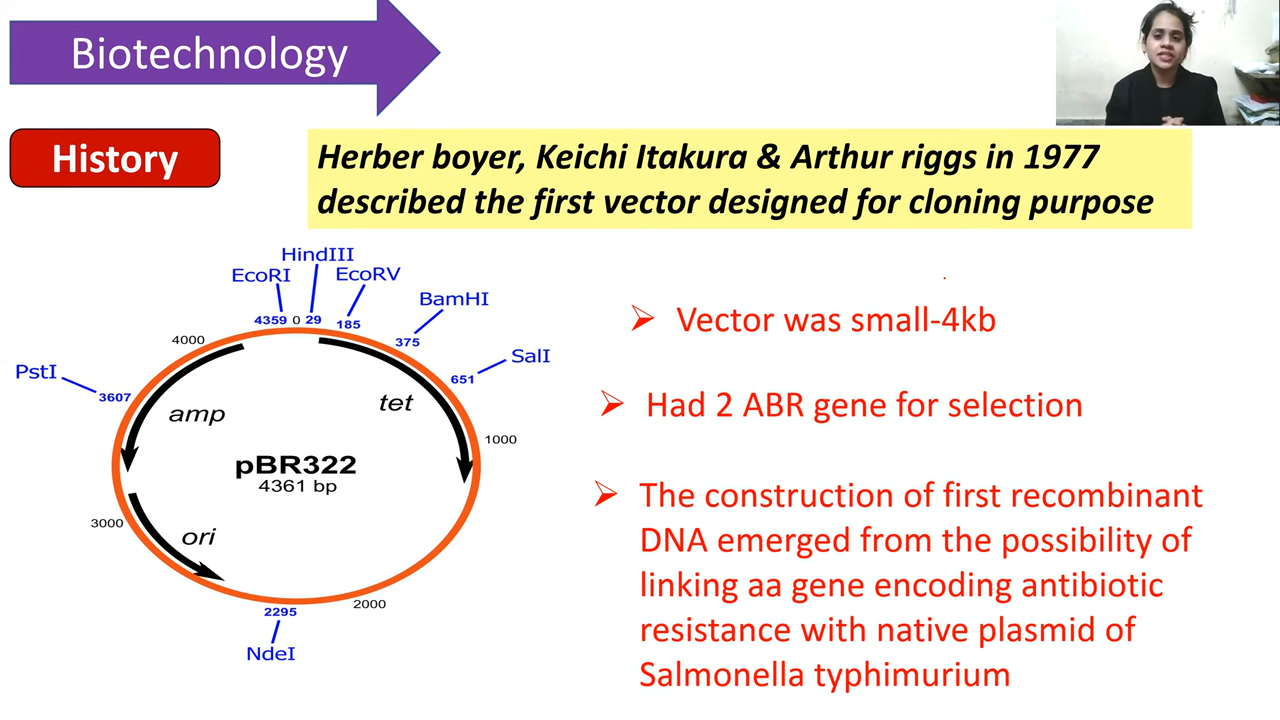 Biotechnology
History
Herber boyer, Keichi Itakura & Arthur riggs in 1977
described the first vector designed for cloning purpose
HindIII
EcoRI
EcoRV
BamHI
SalI
PstI
4359 0 29
185
375
651
4000
3607
amp
tet
1000
pBR322
4361 bp
3000
ori
2295
2000
NdeI
➢ Vector was small-4kb
➢ Had 2 ABR gene for selection
➢ The construction of first recombinant
DNA emerged from the possibility of
linking aa gene encoding antibiotic
resistance with native plasmid of
Salmonella typhimurium